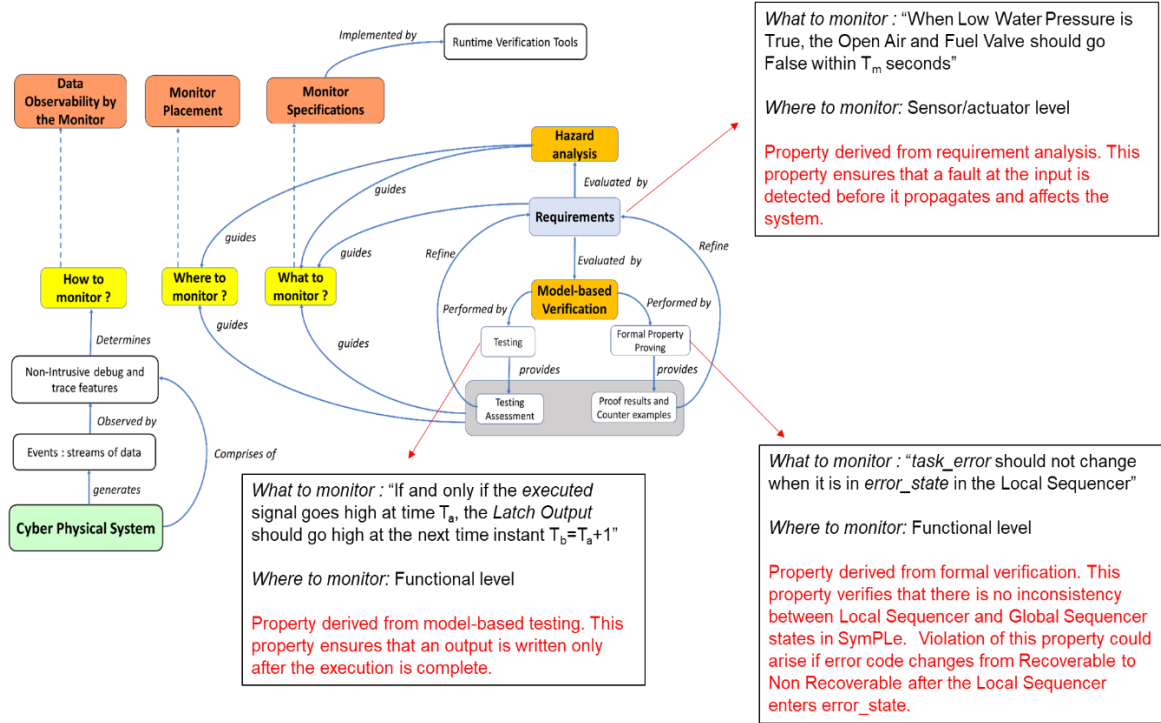 Implemented by
Runtime Verification Tools
Data
Observability by
the Monitor
Monitor
Placement
Monitor
Specifications
Hazard
analysis
guides
Evaluated by
Requirements
guides
guides
Refine
Refine
Evaluated by
How to
monitor ?
Where to
monitor ?
What to
monitor ?
Model-based
Verification
Performed by
Performed by
guides
guides
Determines
Testing
Formal Property
Proving
provides
provides
Non-Intrusive debug and
trace features
Testing
Assessment
Proof results and
Counter examples
Observed by
Events : streams of data
Comprises of
generates
Cyber Physical System
What to monitor : “When Low Water Pressure is
True, the Open Air and Fuel Valve should go
False within Tm seconds”
Where to monitor: Sensor/actuator level
Property derived from requirement analysis. This
property ensures that a fault at the input is
detected before it propagates and affects the
system.
What to monitor : “If and only if the executed
signal goes high at time Ta, the Latch Output
should go high at the next time instant Tb=Ta+1”
Where to monitor: Functional level
Property derived from model-based testing. This
property ensures that an output is written only
after the execution is complete.
What to monitor : “task_error should not change
when it is in error_state in the Local Sequencer”
Where to monitor: Functional level
Property derived from formal verification. This
property verifies that there is no inconsistency
between Local Sequencer and Global Sequencer
states in SymPLe. Violation of this property could
arise if error code changes from Recoverable to
Non Recoverable after the Local Sequencer
enters error_state.